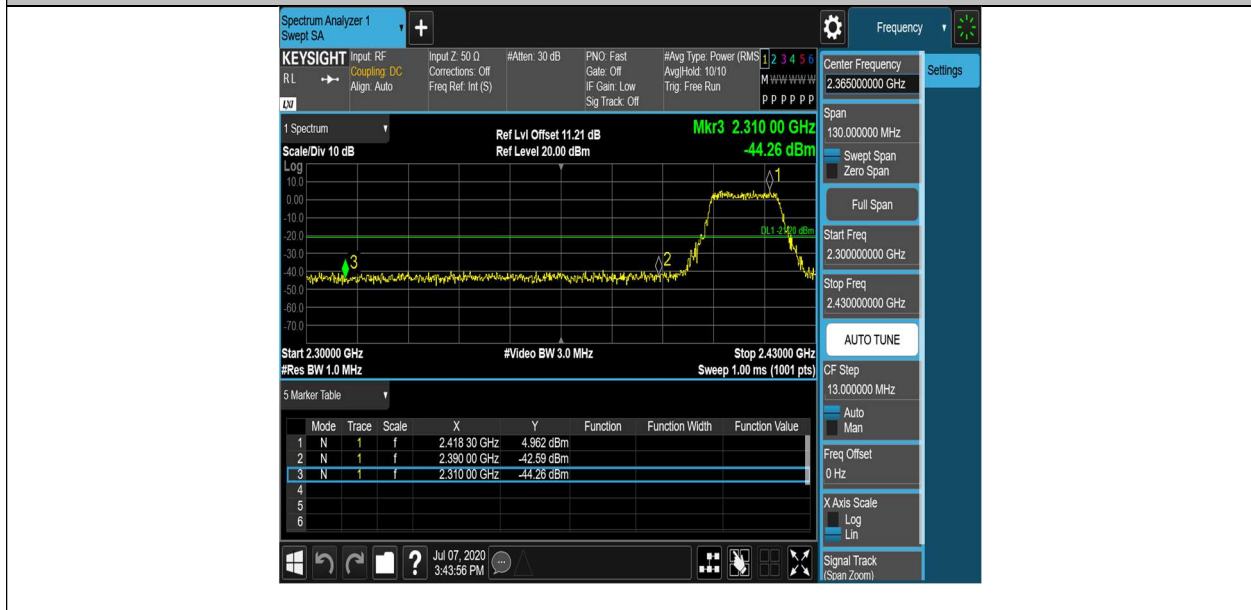 Spectrum Analyzer 1
Swept SA
+
Frequency
KEYSIGHT
RL
LXI
Input: RF
Coupling: DC
Align: Auto
Input Z: 50 Ω
Corrections: Off
Freq Ref: Int (S)
#Atten: 30 dB
PNO: Fast
Gate: Off
IF Gain: Low
Sig Track: Off
#Avg Type: Power (RMS
Avg|Hold: 10/10
Trig: Free Run
1 2 3 4 5 6
M W W W W W
P P P P P P
1 Spectrum
Scale/Div 10 dB
Ref Lvl Offset 11.21 dB
Ref Level 20.00 dBm
Mkr3 2.310 00 GHz
-44.26 dBm
Log
10.0
0.00
-10.0
-20.0
-30.0
-40.0
-50.0
-60.0
-70.0
1
2
3
Start 2.30000 GHz
#Res BW 1.0 MHz
#Video BW 3.0 MHz
Stop 2.43000 GHz
Sweep 1.00 ms (1001 pts)
5 Marker Table
Mode Trace Scale X Y Function Function Width Function Value
1 N 1 f 2.418 30 GHz 4.962 dBm
2 N 1 f 2.390 00 GHz -42.59 dBm
3 N 1 f 2.310 00 GHz -44.26 dBm
4
5
6
?
Jul 07, 2020
3:43:56 PM
Center Frequency
2.365000000 GHz
Settings
Span
130.000000 MHz
Swept Span
Zero Span
Full Span
Start Freq
2.300000000 GHz
Stop Freq
2.430000000 GHz
AUTO TUNE
CF Step
13.000000 MHz
Auto
Man
Freq Offset
0 Hz
X Axis Scale
Log
Lin
Signal Track
(Span Zoom)